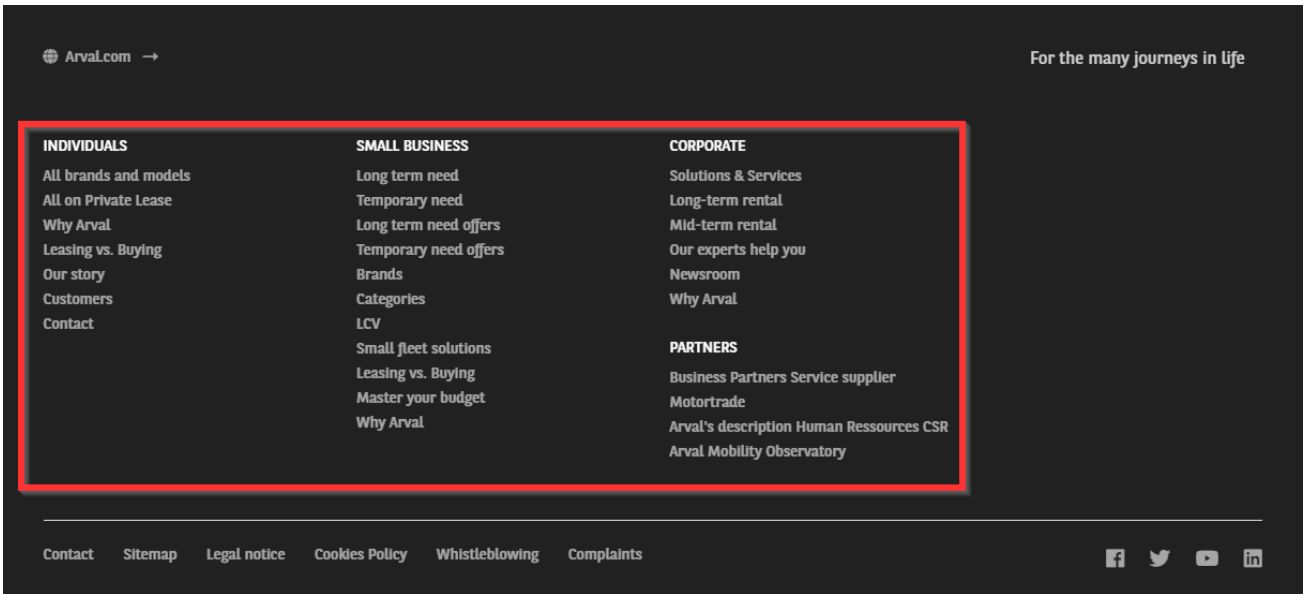 Arval.com →
For the many journeys in life
INDIVIDUALS
All brands and models
All on Private Lease
Why Arval
Leasing vs. Buying
Our story
Customers
Contact
SMALL BUSINESS
Long term need
Temporary need
Long term need offers
Temporary need offers
Brands
Categories
LCV
Small fleet solutions
Leasing vs. Buying
Master your budget
Why Arval
CORPORATE
Solutions & Services
Long-term rental
Mid-term rental
Our experts help you
Newsroom
Why Arval
PARTNERS
Business Partners Service supplier
Motortrade
Arval's description Human Ressources CSR
Arval Mobility Observatory
Contact Sitemap Legal notice Cookies Policy Whistleblowing Complaints